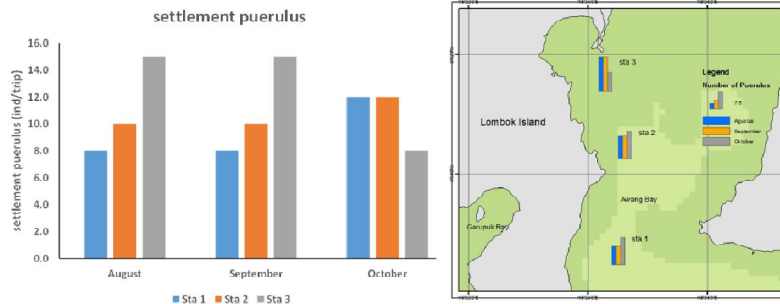 settlement puerulus
settlement puerulus (ind/trip)
16.0
14.0
12.0
10.0
8.0
6.0
4.0
2.0
0.0
August
September
October
Sta 1
Sta 2
Sta 3
sta 3
Legend
Number of Puerulus
7.5
Agustus
September
October
Lombok Island
sta 2
Awang Bay
sta 1